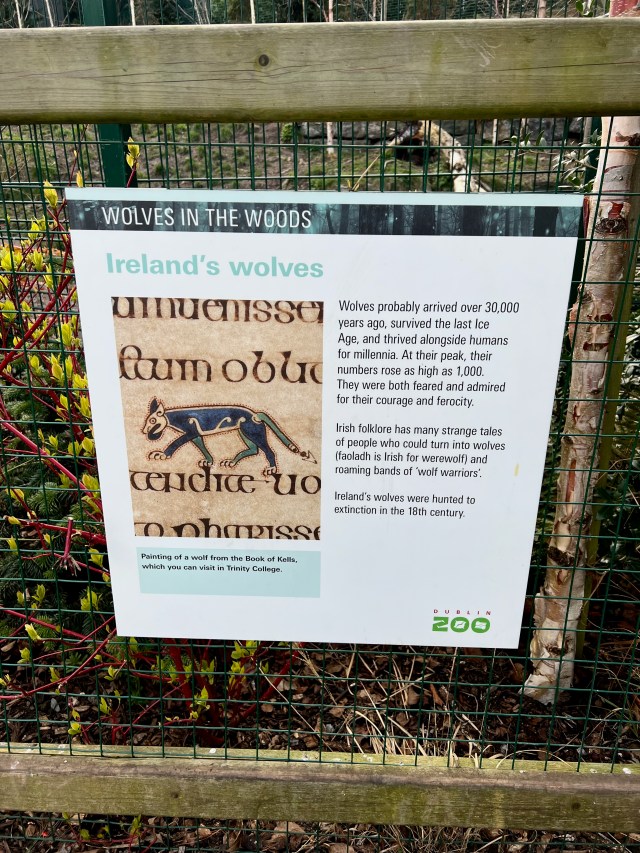 WOLVES IN THE WOODS
Ireland's wolves
Wolves probably arrived over 30,000
years ago, survived the last Ice
Age, and thrived alongside humans
for millennia. At their peak, their
numbers rose as high as 1,000.
They were both feared and admired
for their courage and ferocity.
Irish folklore has many strange tales
of people who could turn into wolves
(faoladh is Irish for werewolf) and
roaming bands of 'wolf warriors'.
Ireland's wolves were hunted to
extinction in the 18th century.
Painting of a wolf from the Book of Kells,
which you can visit in Trinity College.
DUBLIN
ZOO